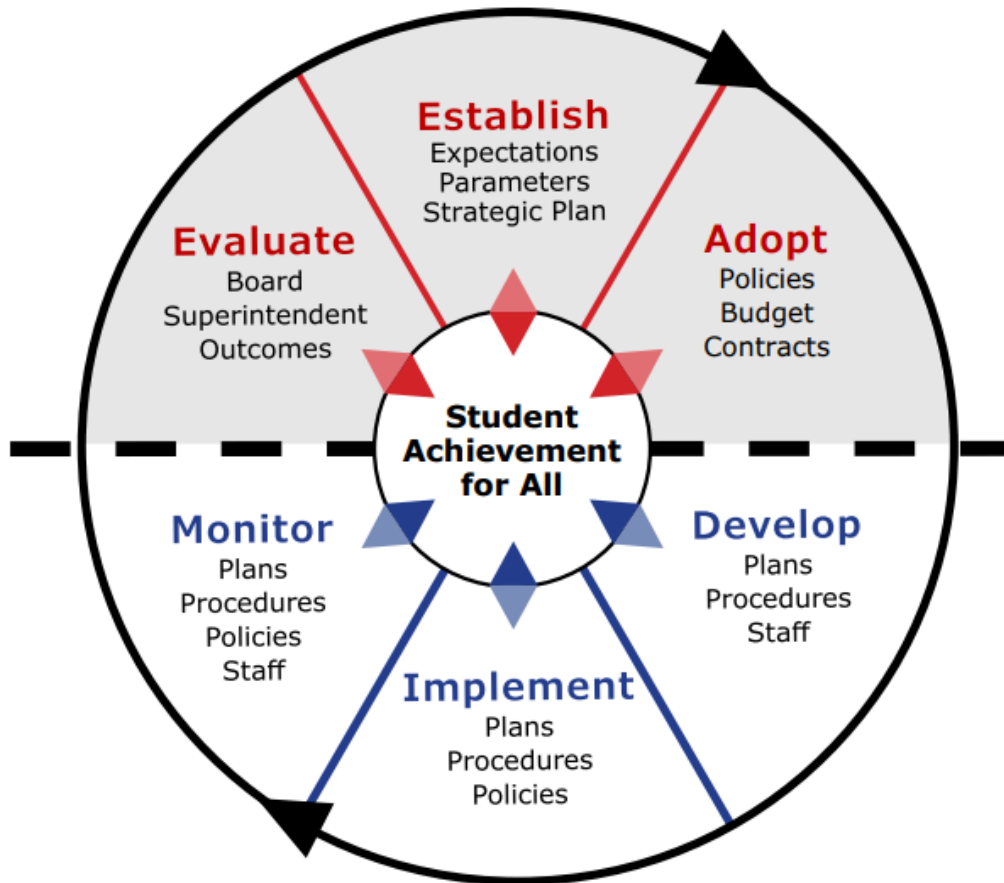 Establish
Expectations
Parameters
Strategic Plan
Adopt
Policies
Budget
Contracts
Develop
Plans
Procedures
Staff
Implement
Plans
Procedures
Policies
Monitor
Plans
Procedures
Policies
Staff
Evaluate
Board
Superintendent
Outcomes
Student
Achievement
for All